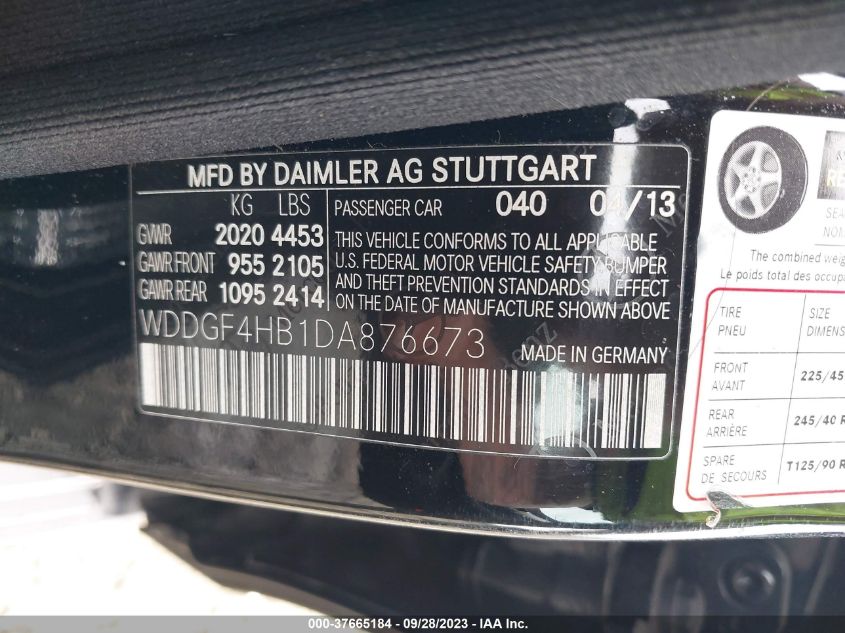 MFD BY DAIMLER AG STUTTGART
KG LBS
GVWR 2020 4453
GAWR FRONT 955 2105
GAWR REAR 1095 2414
PASSENGER CAR 040 04/13
THIS VEHICLE CONFORMS TO ALL APPLICABLE
U.S. FEDERAL MOTOR VEHICLE SAFETY BUMPER
AND THEFT PREVENTION STANDARDS IN EFFECT
ON THE DATE OF MANUFACTURE SHOWN ABOVE
WDDGF4HB1DA876673
MADE IN GERMANY
The combined weig
Le poids total des occup
TIRE SIZE
PNEU DIMENS
FRONT
AVANT
225/45
REAR
ARRIÈRE
245/40 R
SPARE
DE SECOURS
T125/90 R
000-37665184 - 09/28/2023 - IAA Inc.